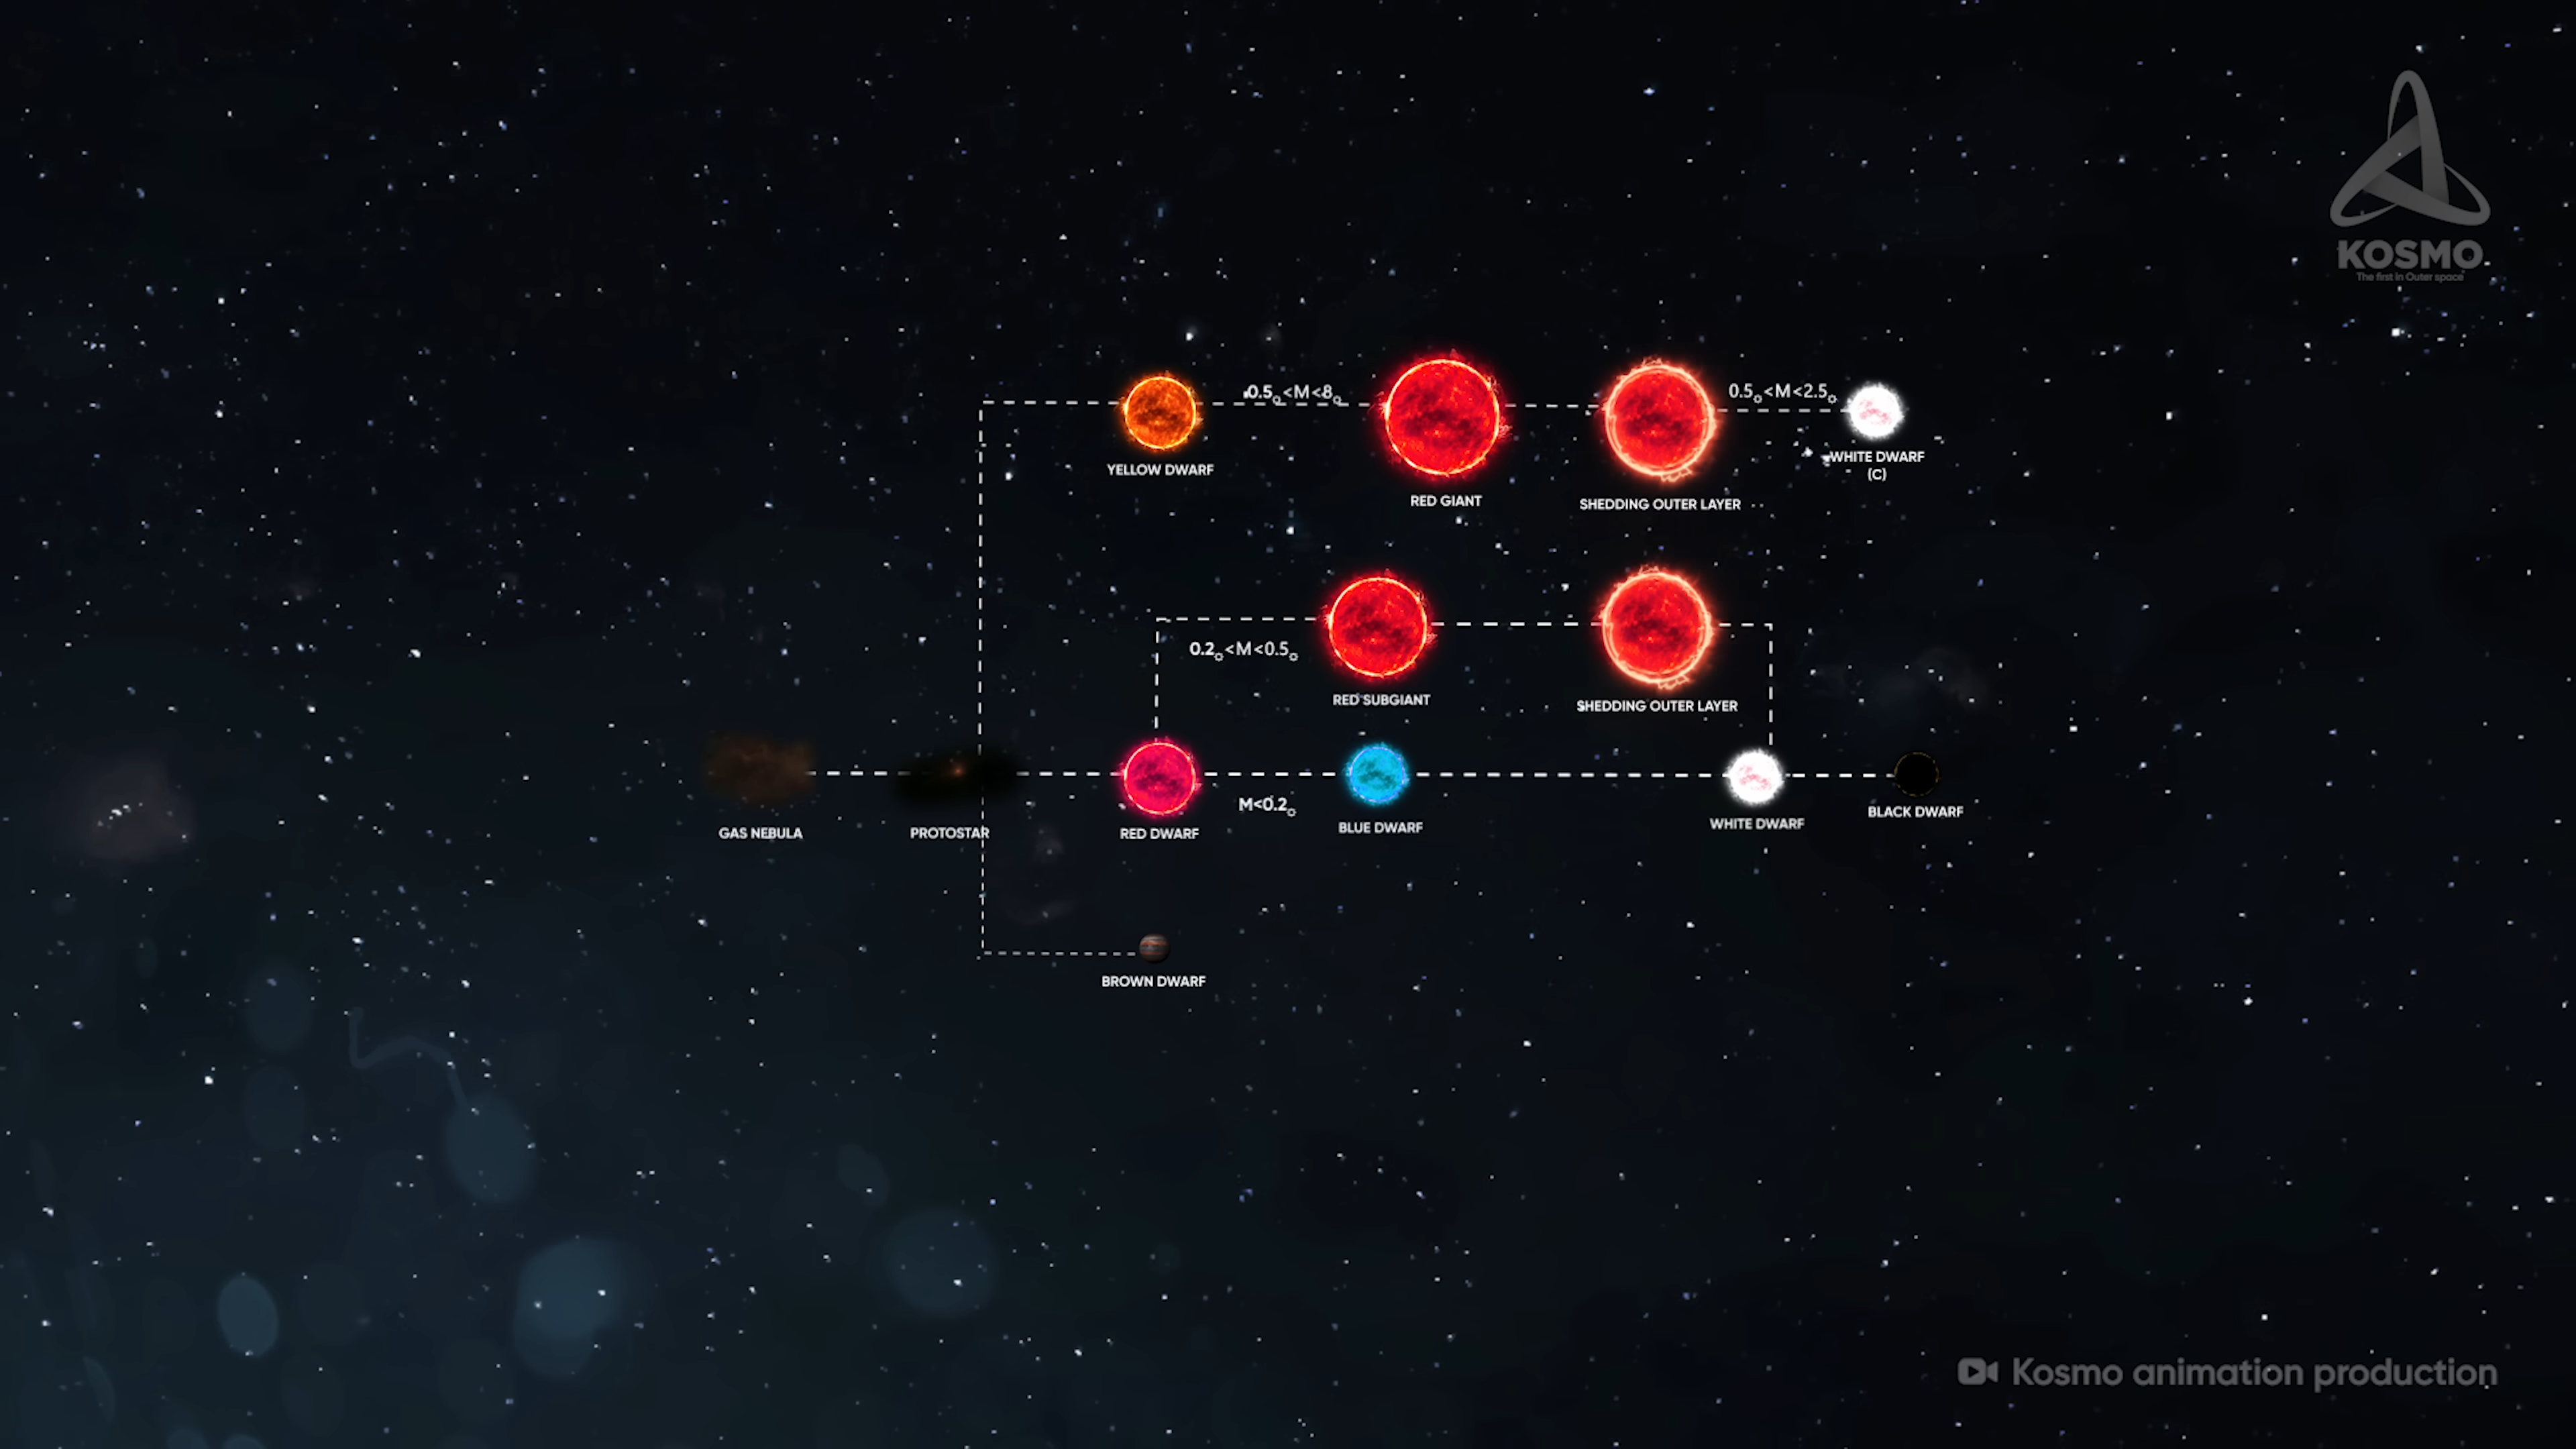 KOSMO
The first in Outer space
0.5☼<M<8☼
0.5☼<M<2.5☼
YELLOW DWARF
WHITE DWARF
(C)
RED GIANT
SHEDDING OUTER LAYER
0.2☼<M<0.5☼
RED SUBGIANT
SHEDDING OUTER LAYER
M<0.2☼
GAS NEBULA
PROTOSTAR
RED DWARF
BLUE DWARF
WHITE DWARF
BLACK DWARF
BROWN DWARF
Kosmo animation production